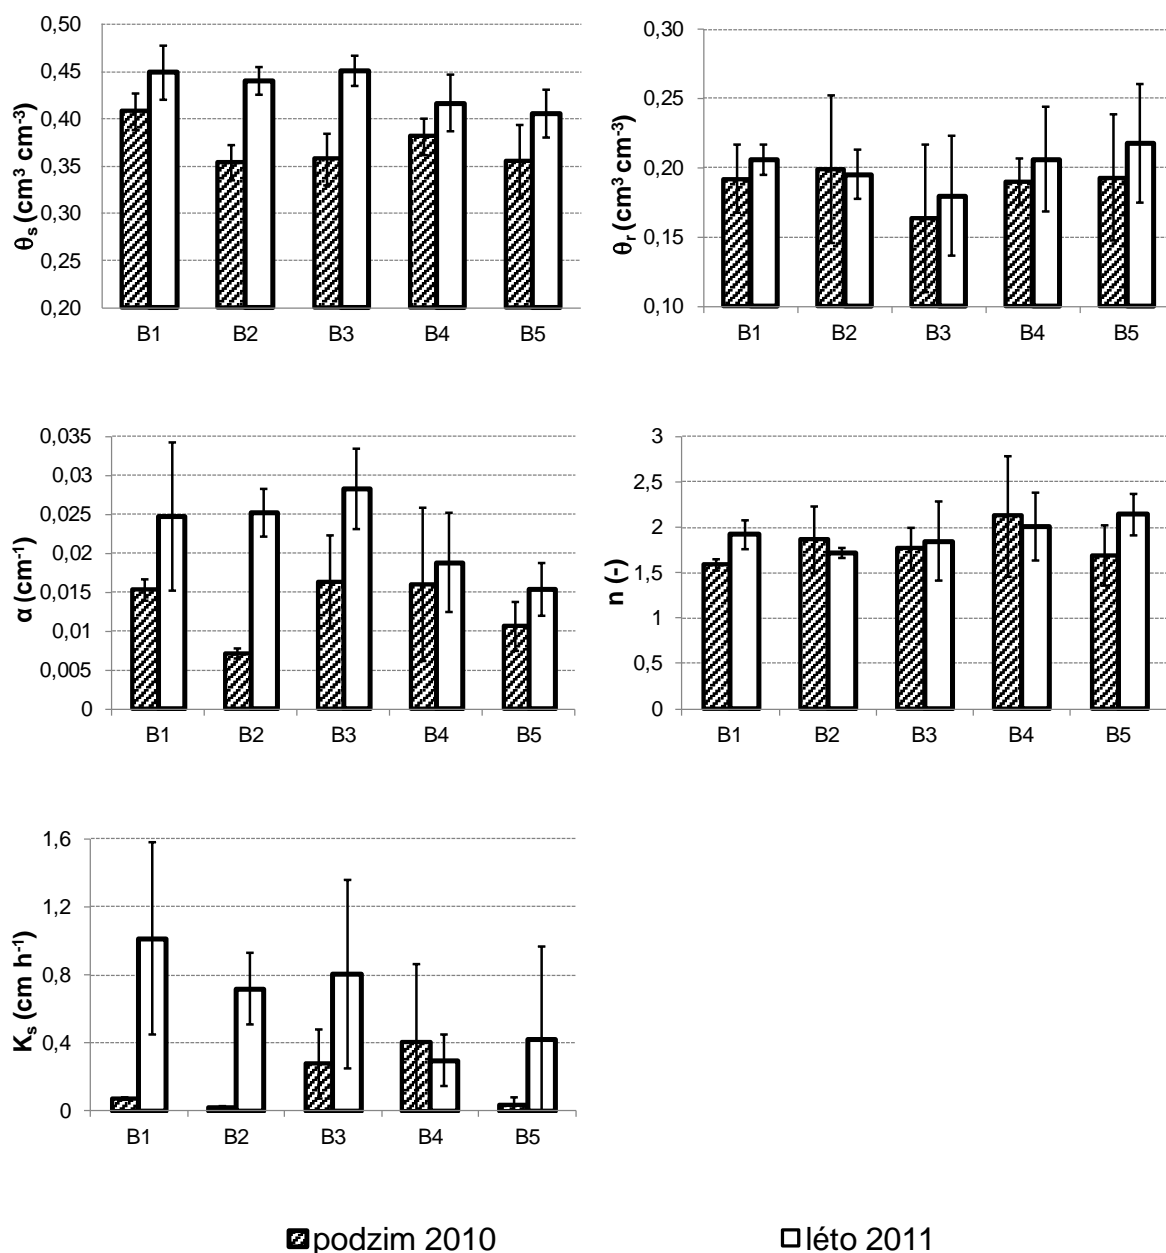 0,50
0,45
0,40
0,35
0,30
0,25
0,20
θs (cm³ cm-³)
B1 B2 B3 B4 B5
0,30
0,25
0,20
0,15
0,10
θr (cm³ cm-³)
B1 B2 B3 B4 B5
0,035
0,03
0,025
0,02
0,015
0,01
0,005
0
α (cm-1)
B1 B2 B3 B4 B5
3
2,5
2
1,5
1
0,5
0
n (-)
B1 B2 B3 B4 B5
1,6
1,2
0,8
0,4
0
Ks (cm h-1)
B1 B2 B3 B4 B5
podzim 2010 léto 2011